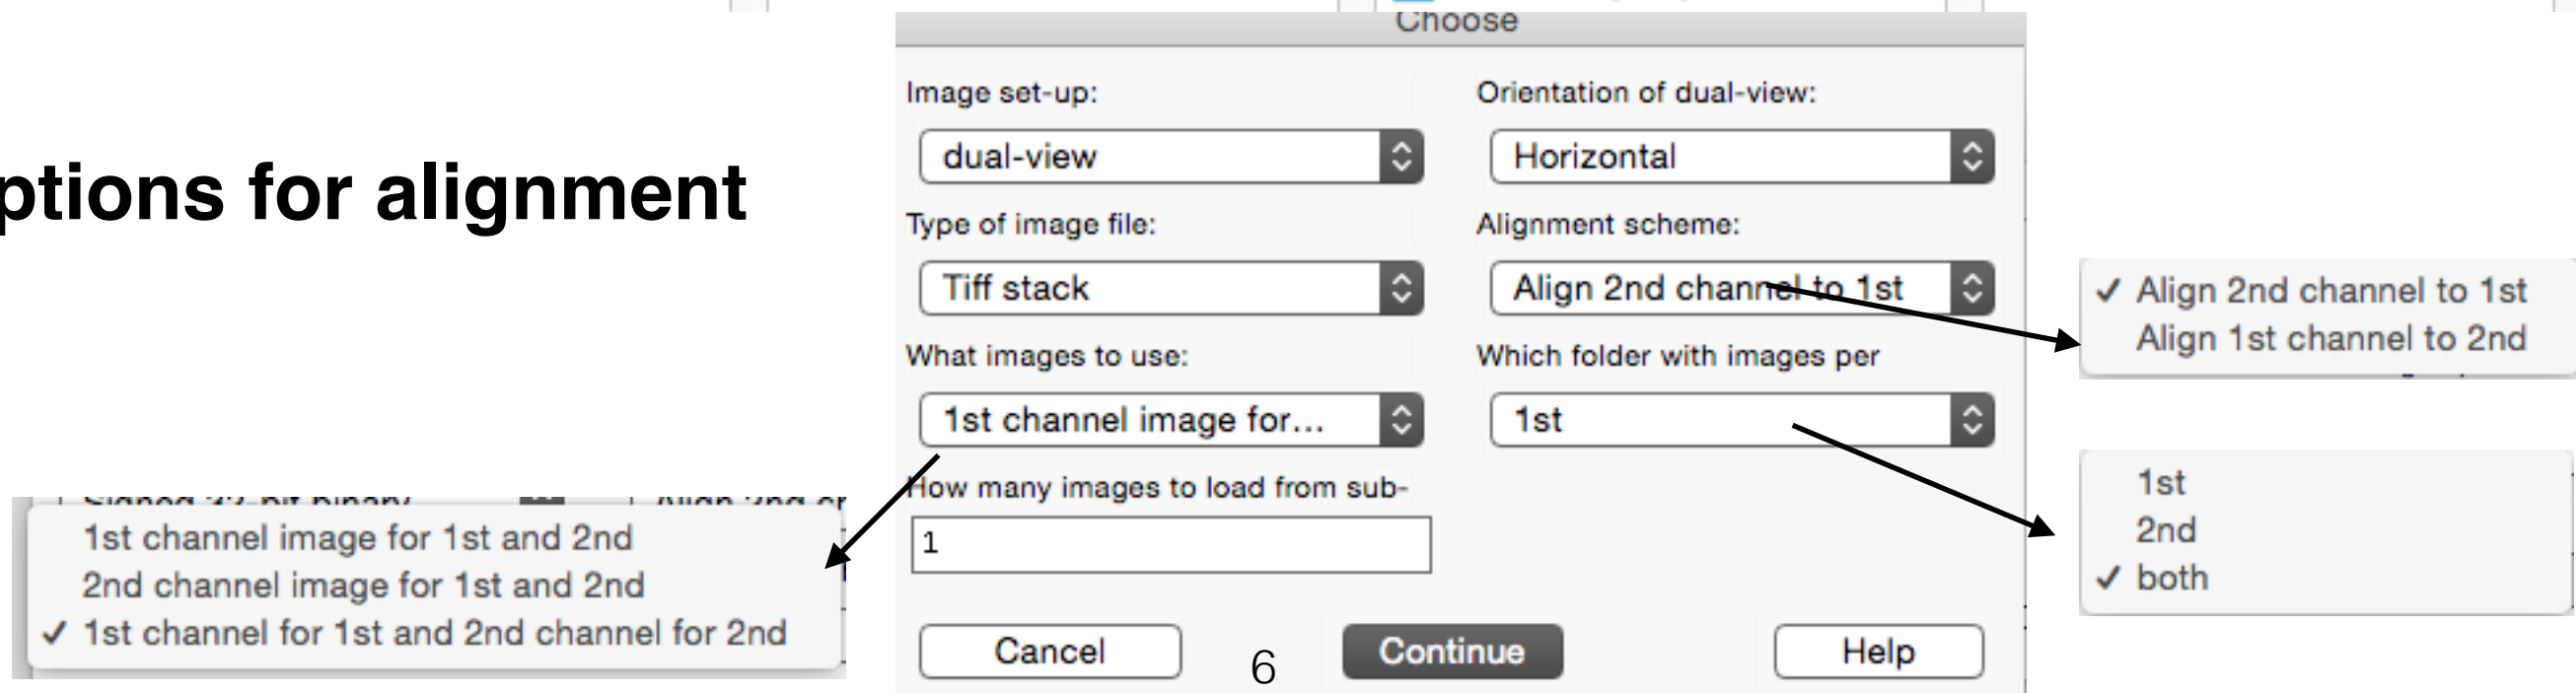 Choose
ptions for alignment
Image set-up:
Orientation of dual-view:
dual-view
Horizontal
Type of image file:
Alignment scheme:
Tiff stack
Align 2nd channel to 1st
What images to use:
Which folder with images per
1st channel image for...
1st
How many images to load from sub-
1
Cancel
Continue
Help
6
✓ Align 2nd channel to 1st
Align 1st channel to 2nd
1st
2nd
✓ both
Signed 32-bit binary
1st channel image for 1st and 2nd
2nd channel image for 1st and 2nd
✓ 1st channel for 1st and 2nd channel for 2nd